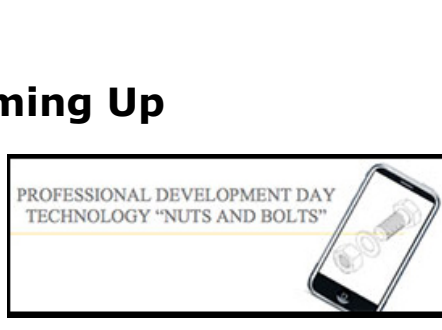 ming Up
PROFESSIONAL DEVELOPMENT DAY
TECHNOLOGY “NUTS AND BOLTS”